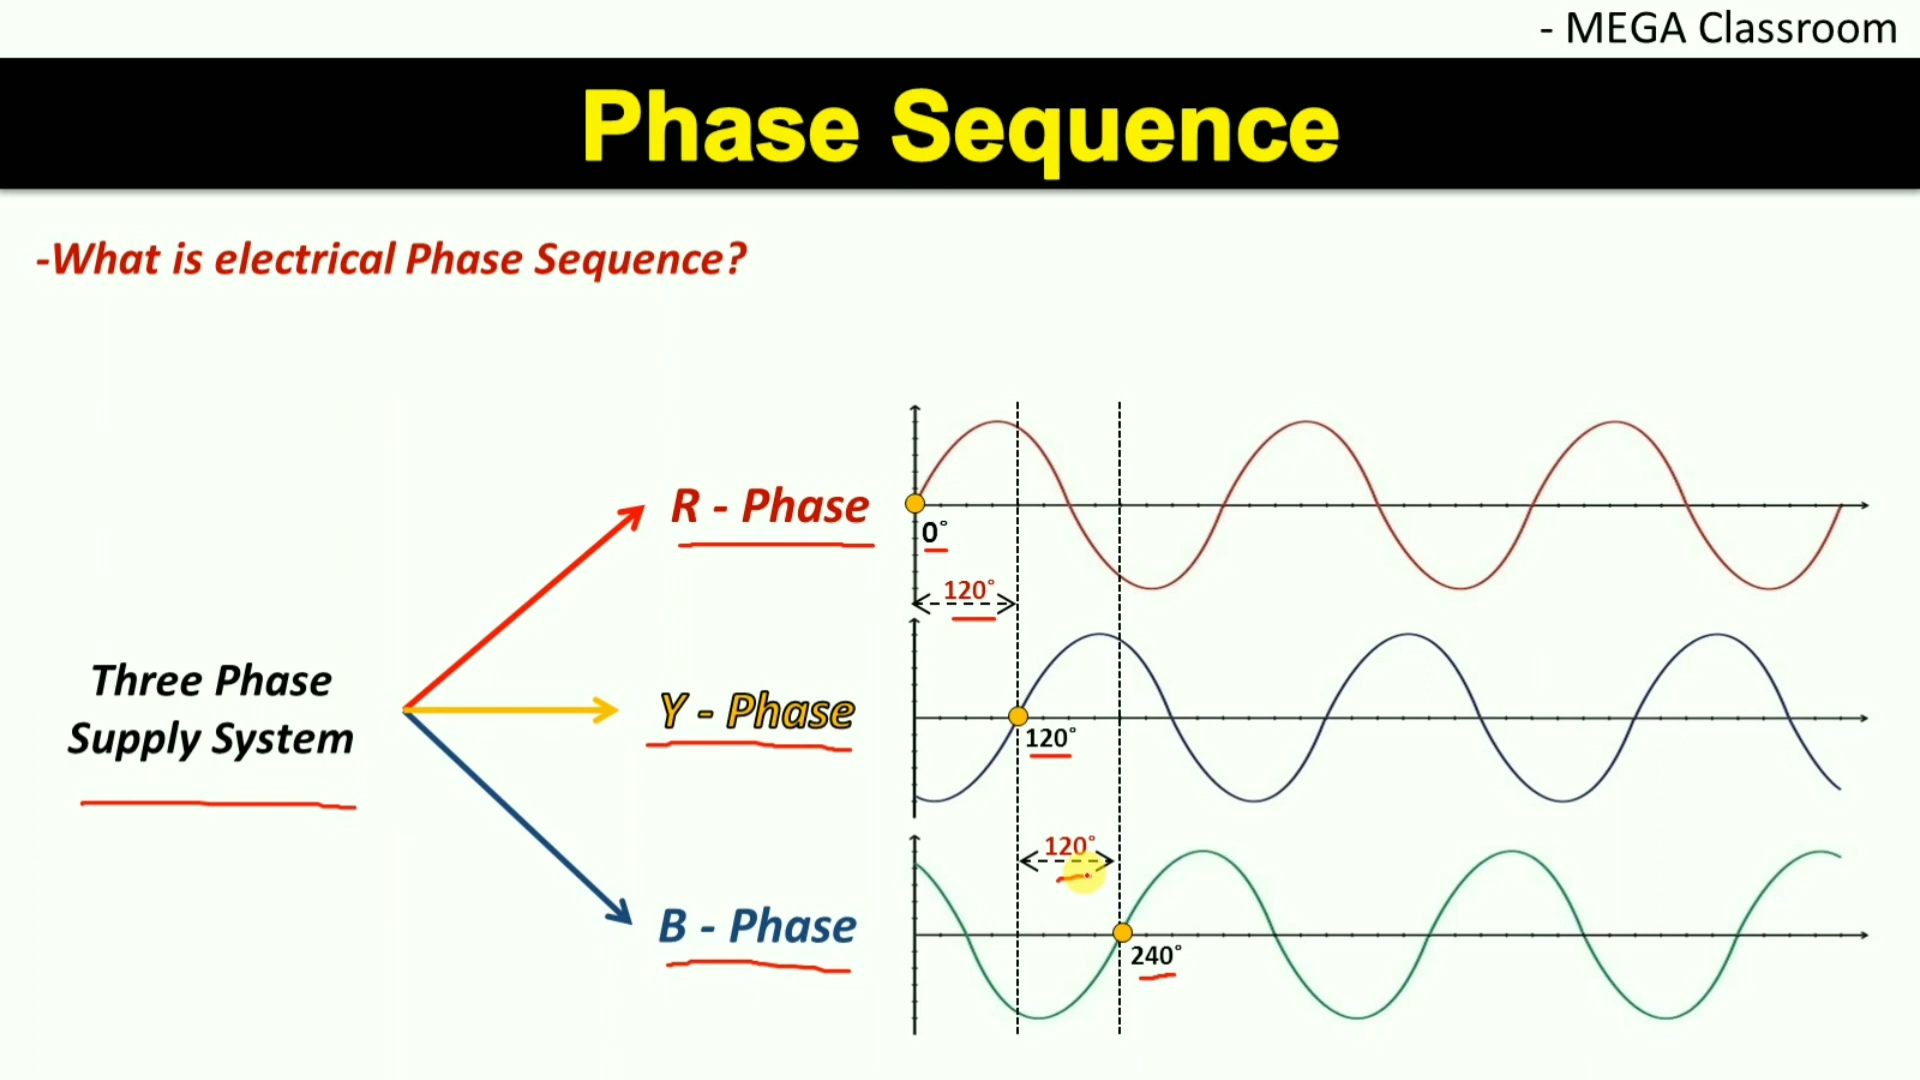 - MEGA Classroom
Phase Sequence
-What is electrical Phase Sequence?
R - Phase
0°
120°
Three Phase
Supply System
Y - Phase
120°
120°
B - Phase
240°